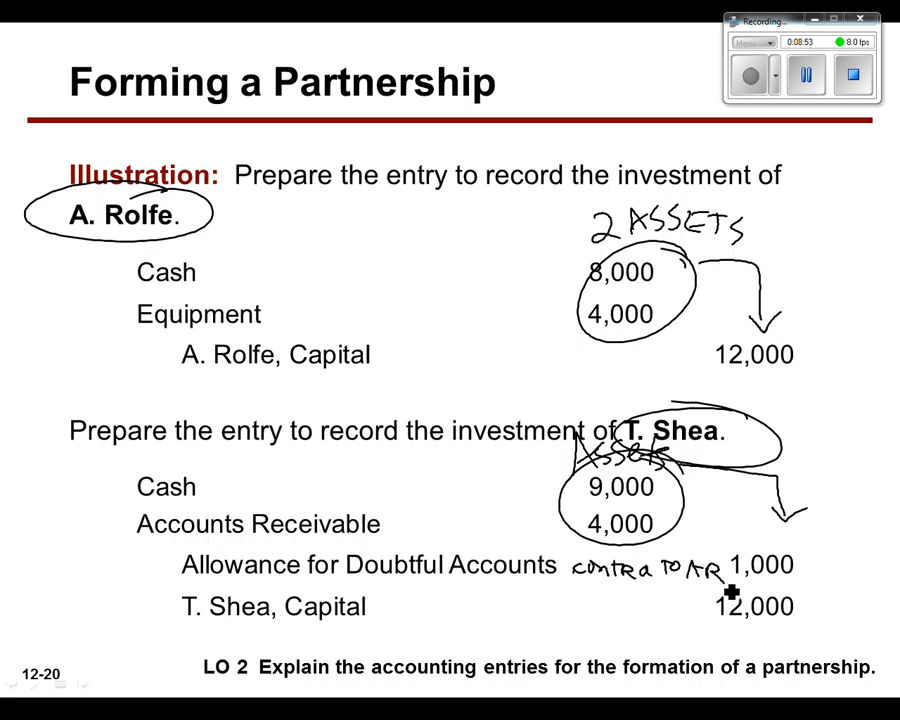 Recording...
Menu
0:08:53
8.0 fps
Forming a Partnership
Illustration: Prepare the entry to record the investment of
A. Rolfe.
2 ASSETS
Cash 8,000
Equipment 4,000
A. Rolfe, Capital 12,000
Prepare the entry to record the investment of T. Shea.
Assets
Cash 9,000
Accounts Receivable 4,000
Allowance for Doubtful Accounts contra to AR 1,000
T. Shea, Capital 12,000
12-20
LO 2 Explain the accounting entries for the formation of a partnership.